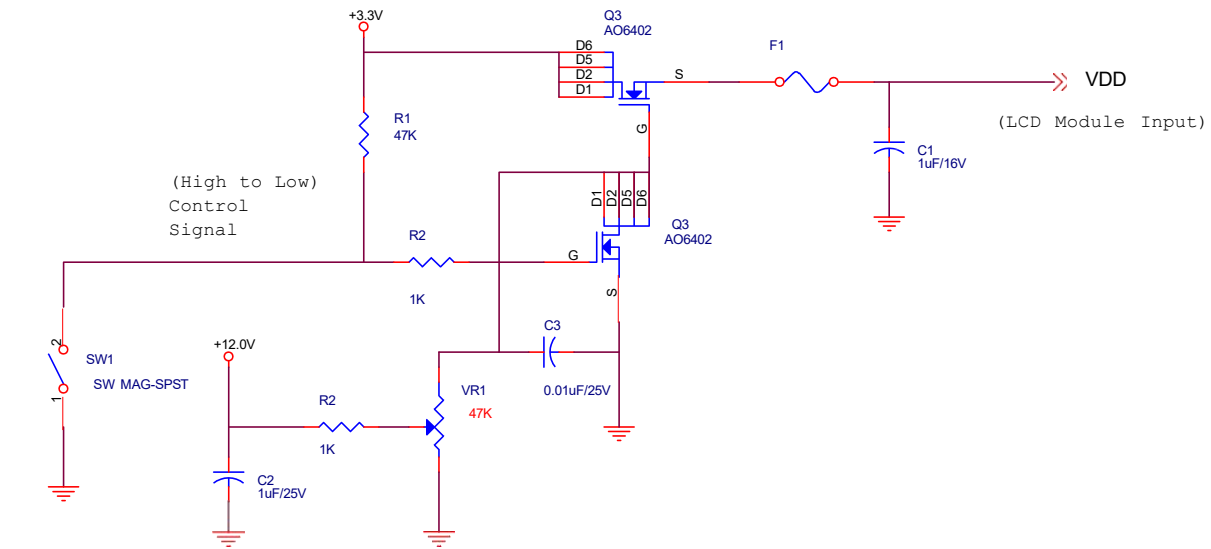 +3.3V
Q3
AO6402
D6
D5
D2
D1
S
G
F1
VDD
(LCD Module Input)
R1
47K
C1
1uF/16V
(High to Low)
Control
Signal
D1
D2
D5
D6
Q3
AO6402
R2
1K
G
S
2
SW1
SW MAG-SPST
1
+12.0V
C3
0.01uF/25V
VR1
47K
R2
1K
C2
1uF/25V